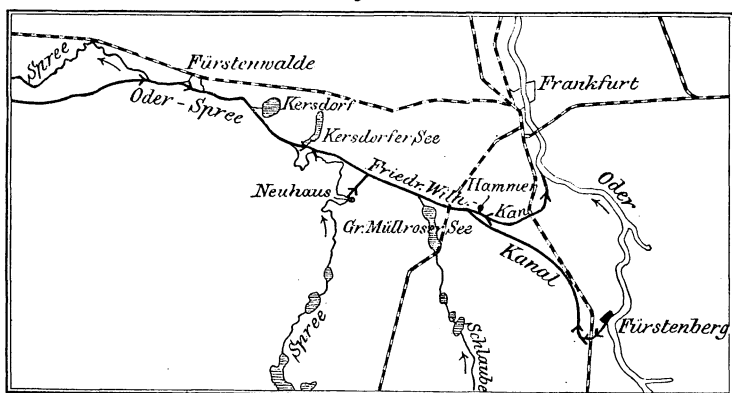 Spree
Fürstenwalde
Oder-Spree
Kersdorf
Frankfurt
Kersdorfer See
Neuhaus
Friedr. Wilh.-
Hammer
Kan.
Oder
Gr. Müllroser See
Kanal
Spree
Schlaube
Fürstenberg